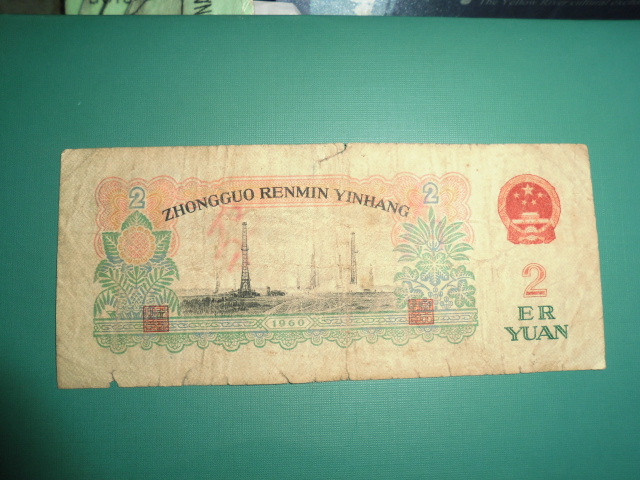 2
ZHONGGUO RENMIN YINHANG
2
1960
2
ER
YUAN